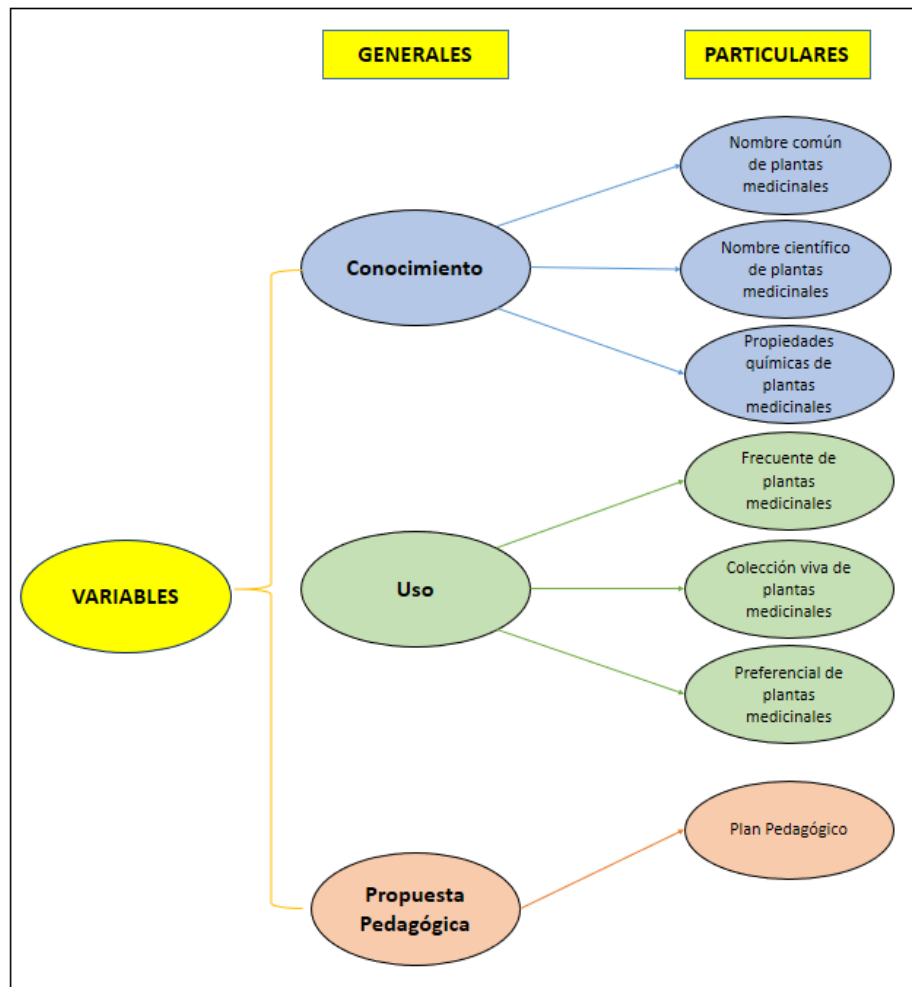 GENERALES
PARTICULARES
Nombre común
de plantas
medicinales
Conocimiento
Nombre científico
de plantas
medicinales
Propiedades
químicas de
plantas
medicinales
Frecuente de
plantas
medicinales
VARIABLES
Uso
Colección viva de
plantas
medicinales
Preferencial de
plantas
medicinales
Plan Pedagógico
Propuesta
Pedagógica